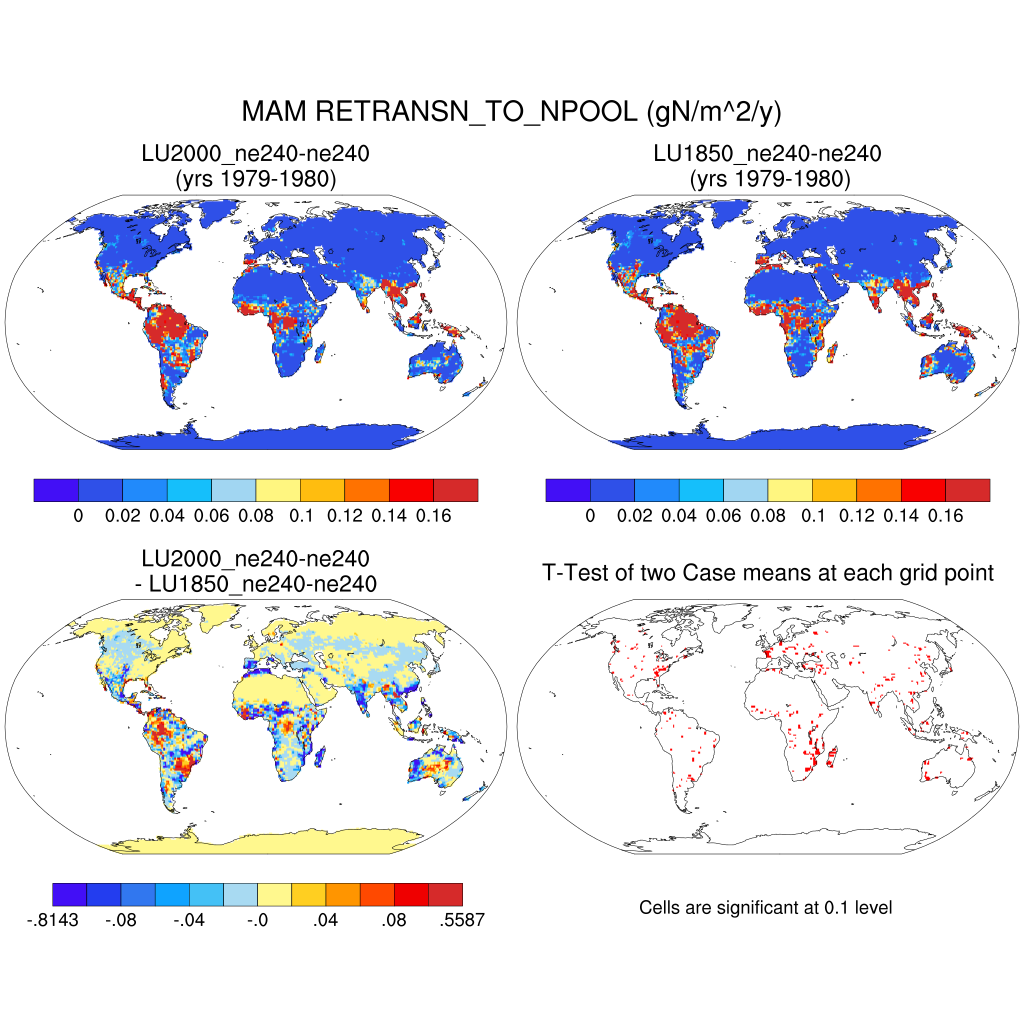 MAM RETRANSN_TO_NPOOL (gN/m^2/y)
LU2000_ne240-ne240
(yrs 1979-1980)
LU1850_ne240-ne240
(yrs 1979-1980)
0 0.02 0.04 0.06 0.08 0.1 0.12 0.14 0.16
0 0.02 0.04 0.06 0.08 0.1 0.12 0.14 0.16
LU2000_ne240-ne240
- LU1850_ne240-ne240
T-Test of two Case means at each grid point
-.8143 -.08 -.04 -.0 .04 .08 .5587
Cells are significant at 0.1 level